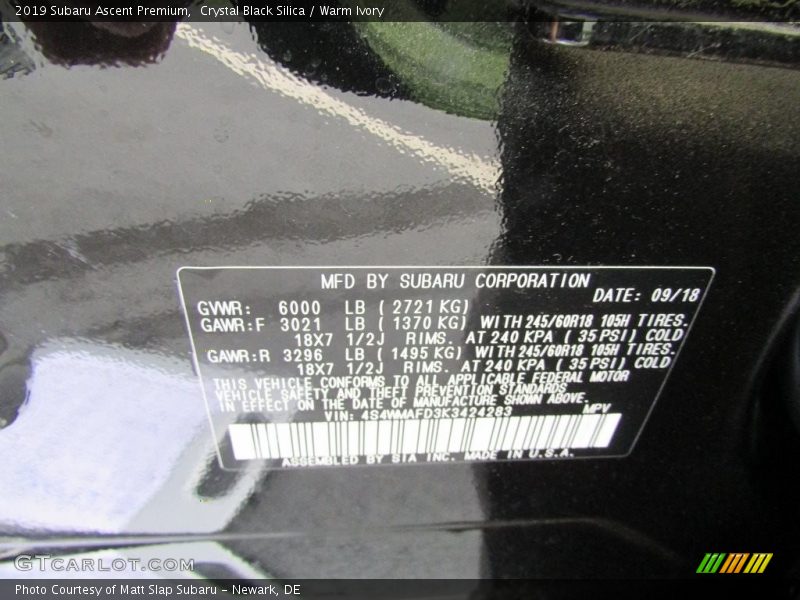 2019 Subaru Ascent Premium,  Crystal Black Silica / Warm Ivory
MFD BY SUBARU CORPORATION
DATE: 09/18
GVWR: 6000 LB ( 2721 KG)
GAWR:F 3021 LB ( 1370 KG) WITH 245/60R18 105H TIRES.
18X7 1/2J RIMS. AT 240 KPA ( 35 PSI) COLD
GAWR:R 3296 LB ( 1495 KG) WITH 245/60R18 105H TIRES.
18X7 1/2J RIMS. AT 240 KPA ( 35 PSI) COLD
THIS VEHICLE CONFORMS TO ALL APPLICABLE FEDERAL MOTOR
VEHICLE SAFETY AND THEFT PREVENTION STANDARDS
IN EFFECT ON THE DATE OF MANUFACTURE SHOWN ABOVE.
VIN: 4S4WMAFD3K3424283 MPV
ASSEMBLED BY SIA INC. MADE IN U.S.A.
GTCARLOT.COM
Photo Courtesy of Matt Slap Subaru - Newark, DE